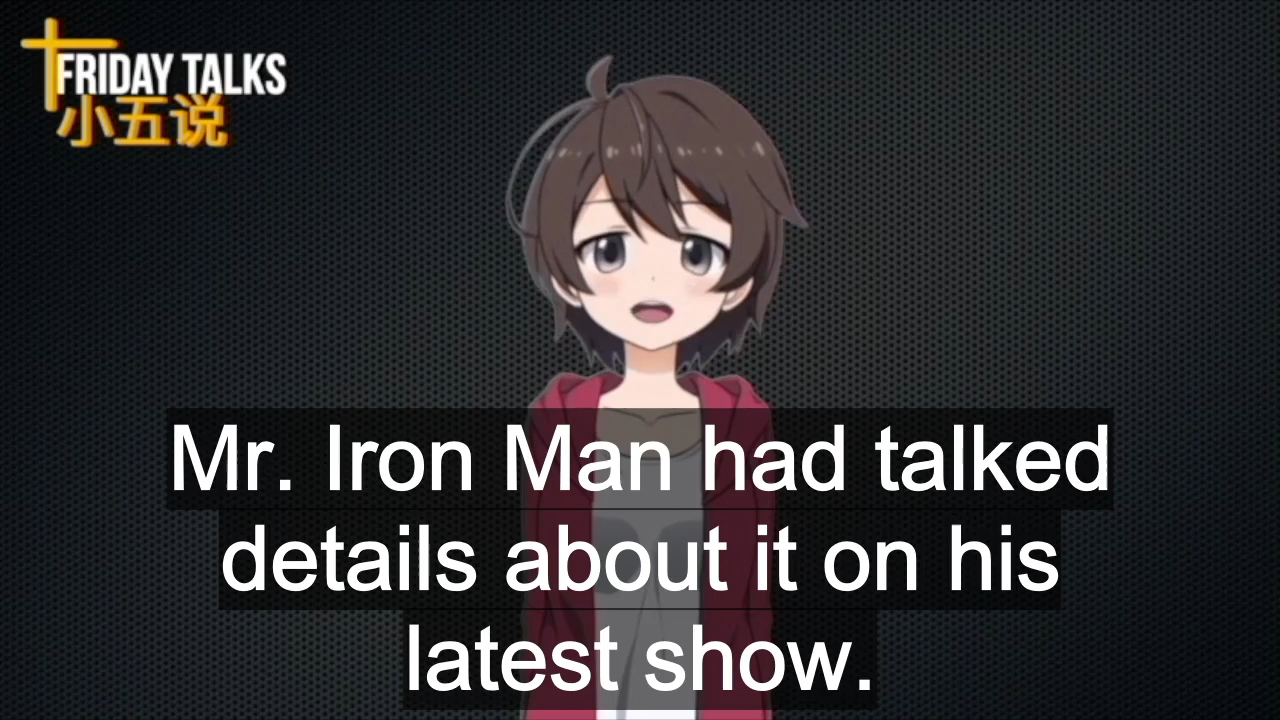 FRIDAY TALKS
小五说
Mr. Iron Man had talked
details about it on his
latest show.